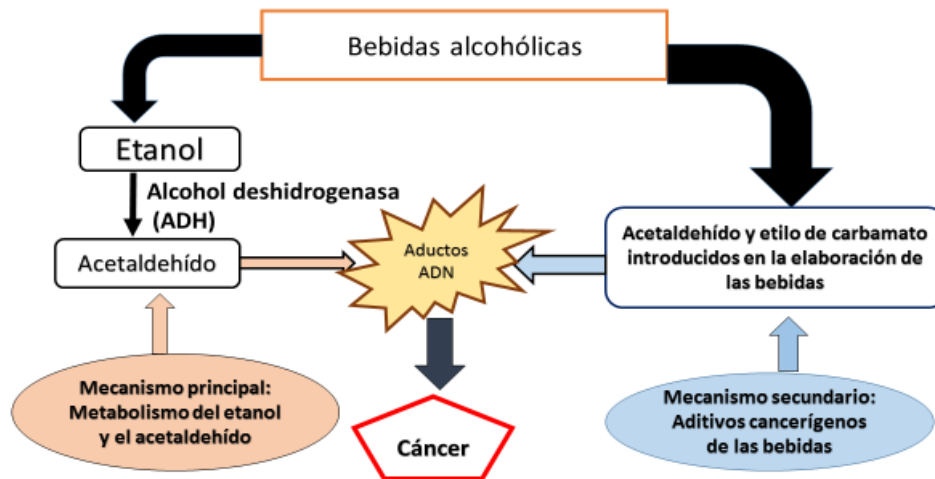 Bebidas alcohólicas
Etanol
Alcohol deshidrogenasa
(ADH)
Acetaldehído
Aductos
ADN
Acetaldehído y etilo de carbamato
introducidos en la elaboración de
las bebidas
Mecanismo principal:
Metabolismo del etanol
y el acetaldehído
Cáncer
Mecanismo secundario:
Aditivos cancerígenos
de las bebidas